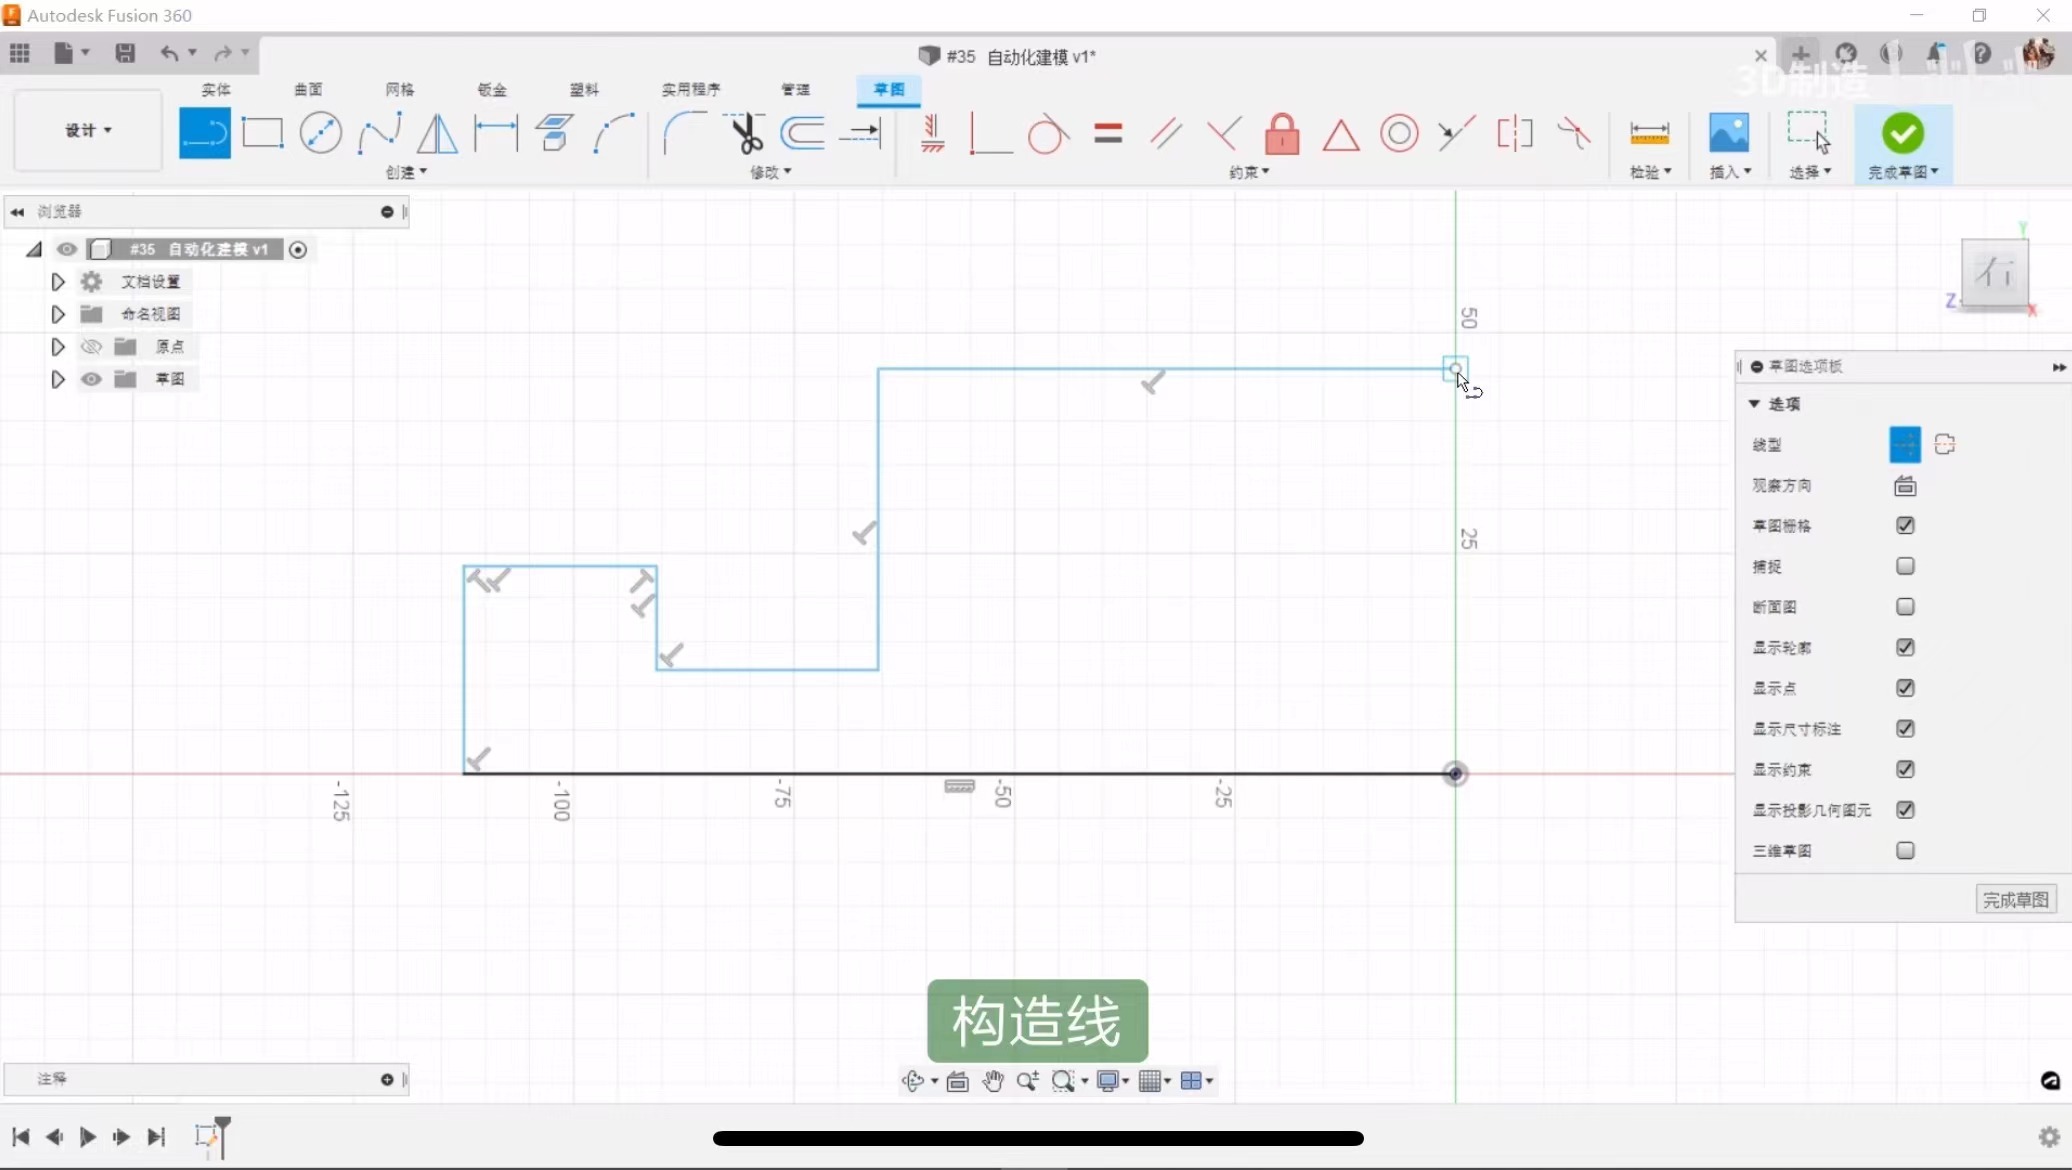 Autodesk Fusion 360
#35 自动化建模 v1*
3D制造
实体 曲面 网格 钣金 塑料 实用程序 管理 草图
设计
创建 修改 约束 检验 插入 选择 完成草图
浏览器
#35 自动化建模 v1
文档设置
命名视图
原点
草图
Y
右
Z
X
50
25
-125 -100 -75 -50 -25
草图选项板
选项
线型
观察方向
草图栅格
捕捉
断面图
显示轮廓
显示点
显示尺寸标注
显示约束
显示投影几何图元
三维草图
完成草图
构造线
注释